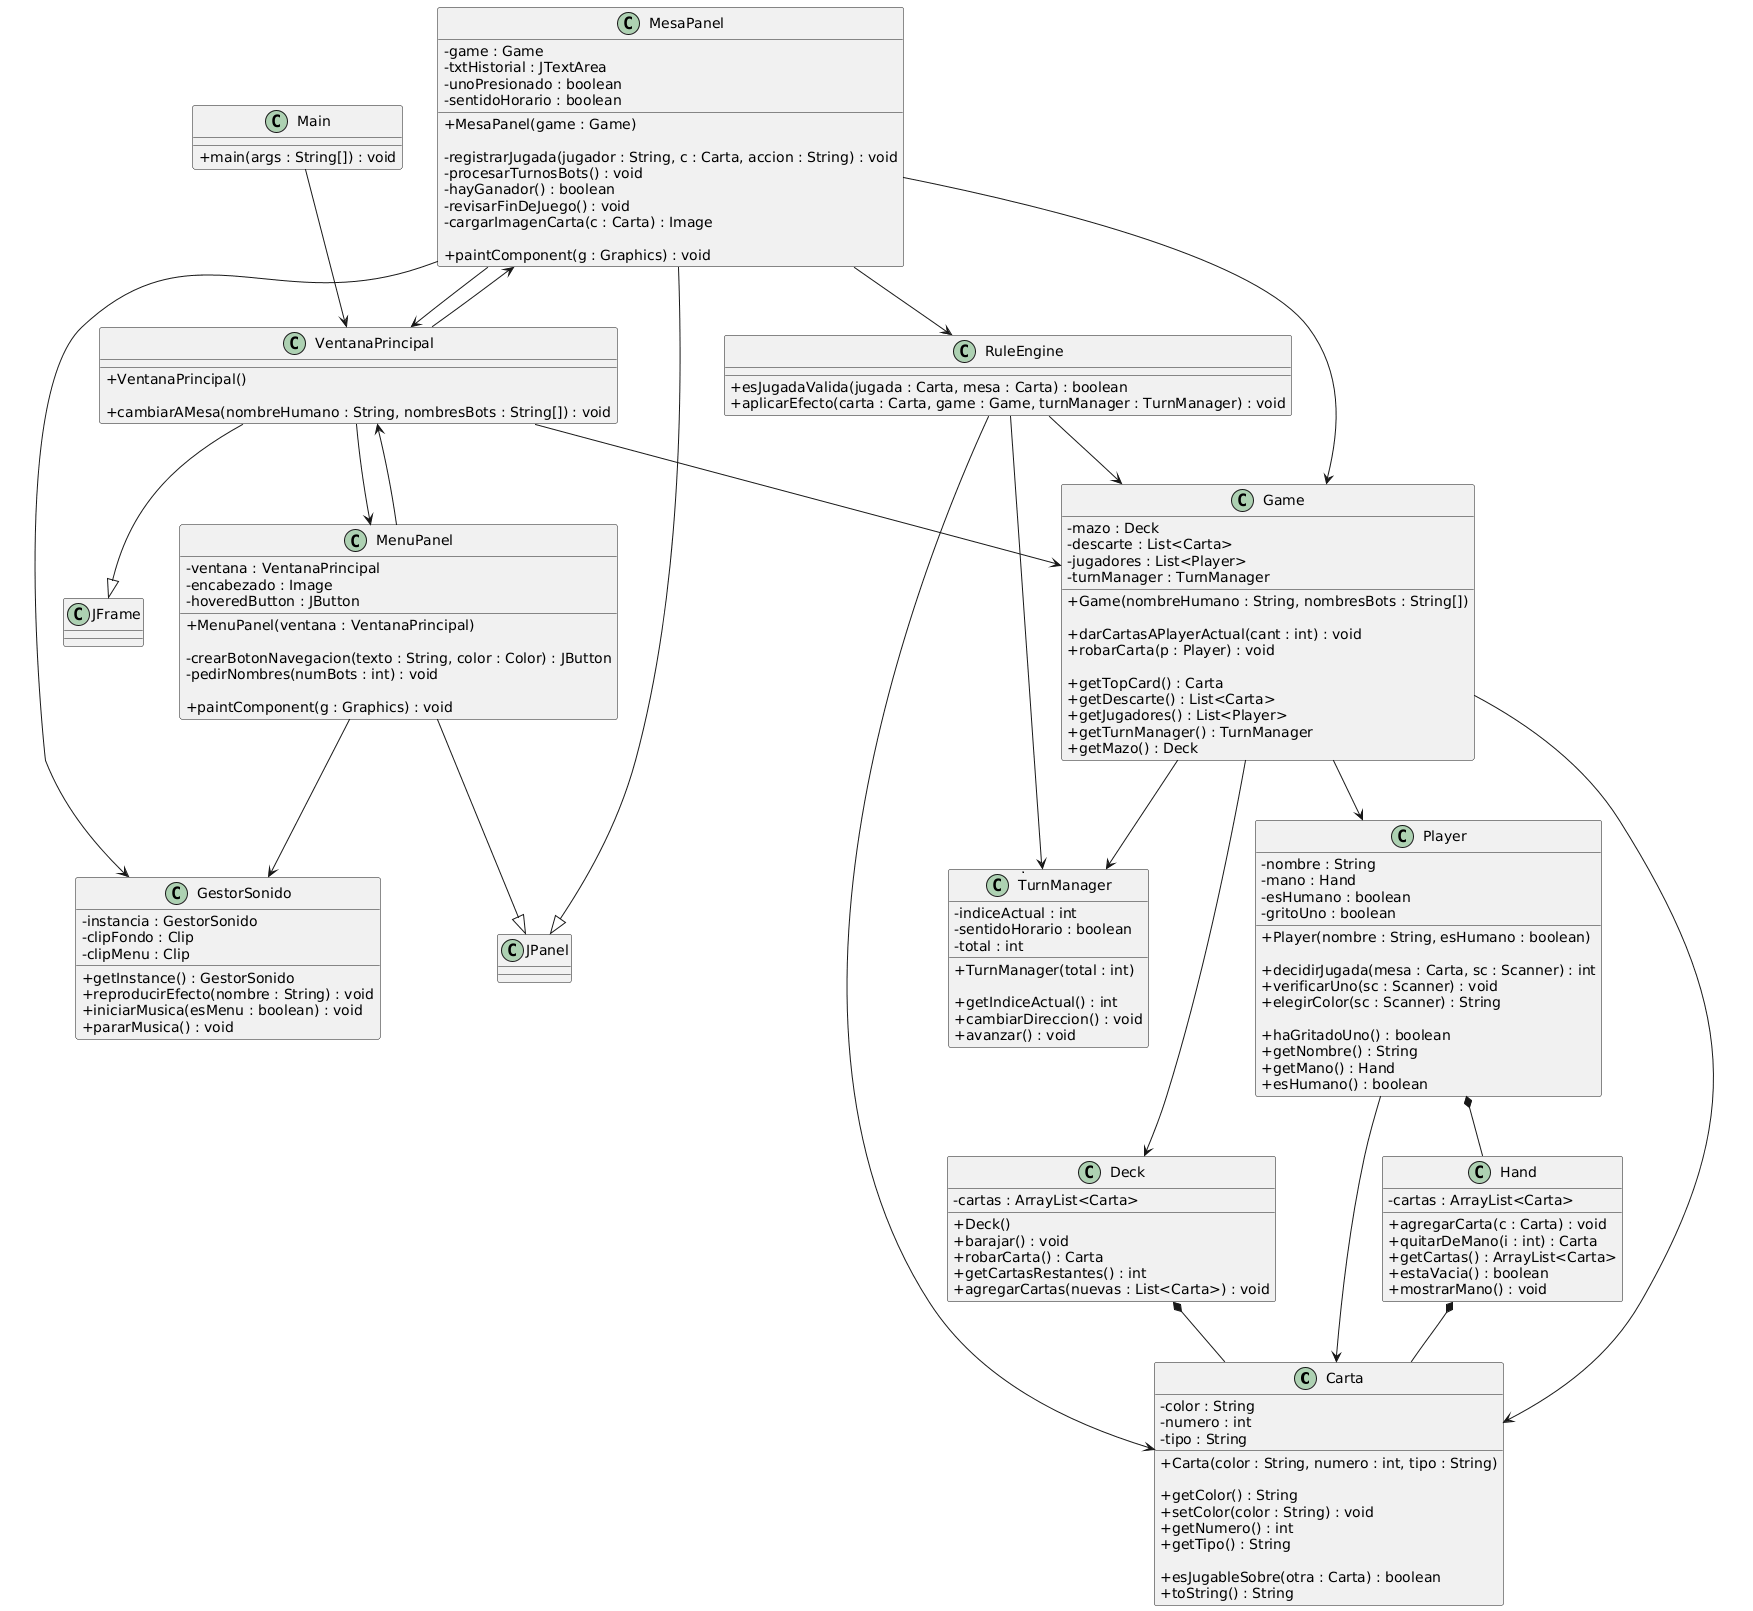 C MesaPanel
-game : Game
-txtHistorial : JTextArea
-unoPresionado : boolean
-sentidoHorario : boolean
+MesaPanel(game : Game)
-registrarJugada(jugador : String, c : Carta, accion : String) : void
-procesarTurnosBots() : void
-hayGanador() : boolean
-revisarFinDeJuego() : void
-cargarImagenCarta(c : Carta) : Image
+paintComponent(g : Graphics) : void
C Main
+main(args : String[]) : void
C VentanaPrincipal
+VentanaPrincipal()
+cambiarAMesa(nombreHumano : String, nombresBots : String[]) : void
C RuleEngine
+esJugadaValida(jugada : Carta, mesa : Carta) : boolean
+aplicarEfecto(carta : Carta, game : Game, turnManager : TurnManager) : void
C Game
-mazo : Deck
-descarte : List<Carta>
-jugadores : List<Player>
-turnManager : TurnManager
+Game(nombreHumano : String, nombresBots : String[])
+darCartasAPlayerActual(cant : int) : void
+robarCarta(p : Player) : void
+getTopCard() : Carta
+getDescarte() : List<Carta>
+getJugadores() : List<Player>
+getTurnManager() : TurnManager
+getMazo() : Deck
C MenuPanel
-ventana : VentanaPrincipal
-encabezado : Image
-hoveredButton : JButton
+MenuPanel(ventana : VentanaPrincipal)
-crearBotonNavegacion(texto : String, color : Color) : JButton
-pedirNombres(numBots : int) : void
+paintComponent(g : Graphics) : void
C JFrame
C GestorSonido
-instancia : GestorSonido
-clipFondo : Clip
-clipMenu : Clip
+getInstance() : GestorSonido
+reproducirEfecto(nombre : String) : void
+iniciarMusica(esMenu : boolean) : void
+pararMusica() : void
C JPanel
C TurnManager
-indiceActual : int
-sentidoHorario : boolean
-total : int
+TurnManager(total : int)
+getIndiceActual() : int
+cambiarDireccion() : void
+avanzar() : void
C Player
-nombre : String
-mano : Hand
-esHumano : boolean
-gritoUno : boolean
+Player(nombre : String, esHumano : boolean)
+decidirJugada(mesa : Carta, sc : Scanner) : int
+verificarUno(sc : Scanner) : void
+elegirColor(sc : Scanner) : String
+haGritadoUno() : boolean
+getNombre() : String
+getMano() : Hand
+esHumano() : boolean
C Deck
-cartas : ArrayList<Carta>
+Deck()
+barajar() : void
+robarCarta() : Carta
+getCartasRestantes() : int
+agregarCartas(nuevas : List<Carta>) : void
C Hand
-cartas : ArrayList<Carta>
+agregarCarta(c : Carta) : void
+quitarDeMano(i : int) : Carta
+getCartas() : ArrayList<Carta>
+estaVacia() : boolean
+mostrarMano() : void
C Carta
-color : String
-numero : int
-tipo : String
+Carta(color : String, numero : int, tipo : String)
+getColor() : String
+setColor(color : String) : void
+getNumero() : int
+getTipo() : String
+esJugableSobre(otra : Carta) : boolean
+toString() : String